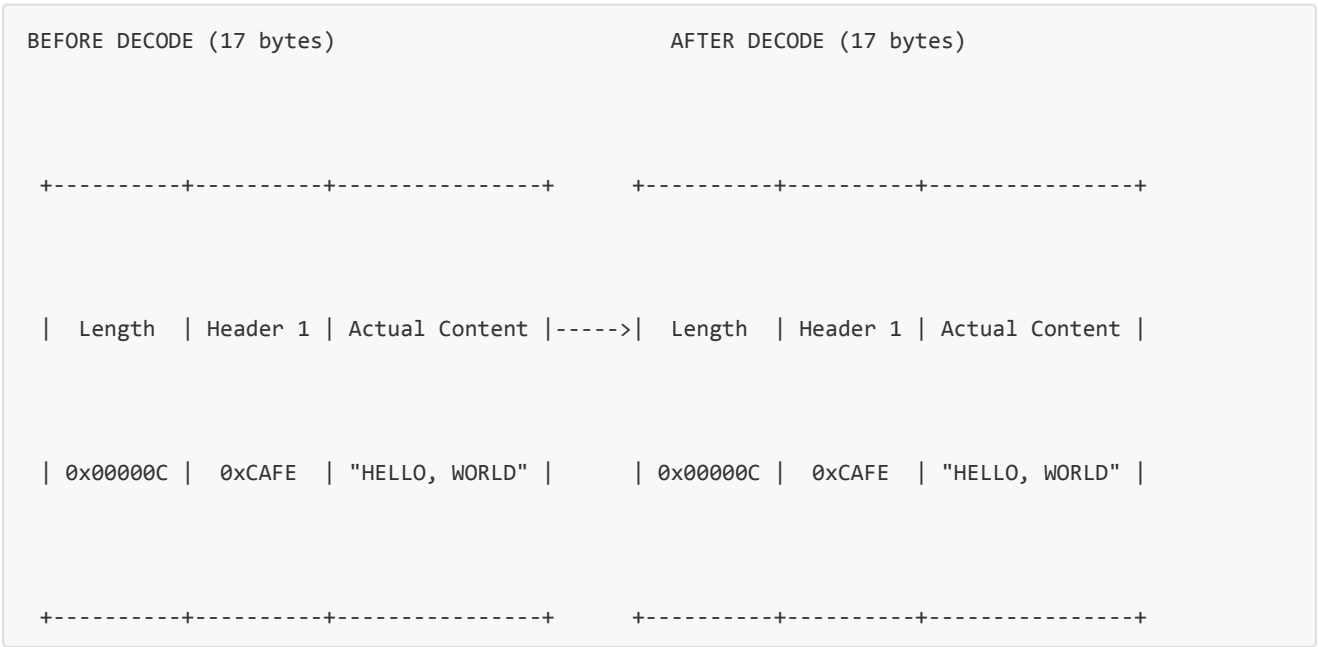 BEFORE DECODE (17 bytes)                          AFTER DECODE (17 bytes)
+----------+----------+----------------+      +----------+----------+----------------+
|  Length  | Header 1 | Actual Content |----->|  Length  | Header 1 | Actual Content |
| 0x00000C |  0xCAFE  | "HELLO, WORLD" |      | 0x00000C |  0xCAFE  | "HELLO, WORLD" |
+----------+----------+----------------+      +----------+----------+----------------+